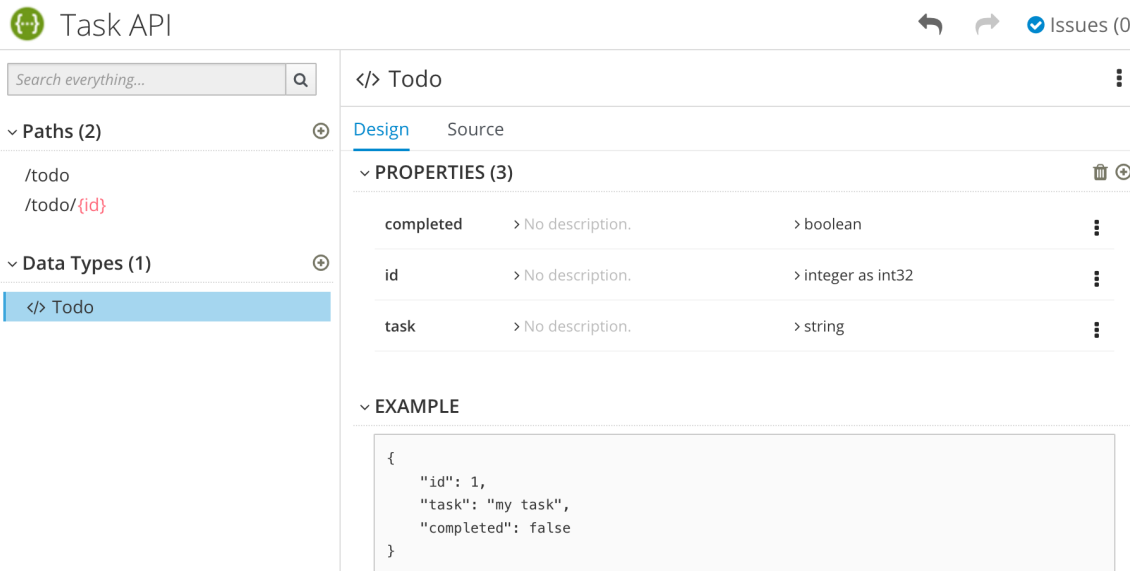 Task API
Issues (0
Search everything...
Paths (2)
/todo
/todo/{id}
Data Types (1)
</> Todo
</> Todo
Design Source
PROPERTIES (3)
completed No description. boolean
id No description. integer as int32
task No description. string
EXAMPLE
{
    "id": 1,
    "task": "my task",
    "completed": false
}